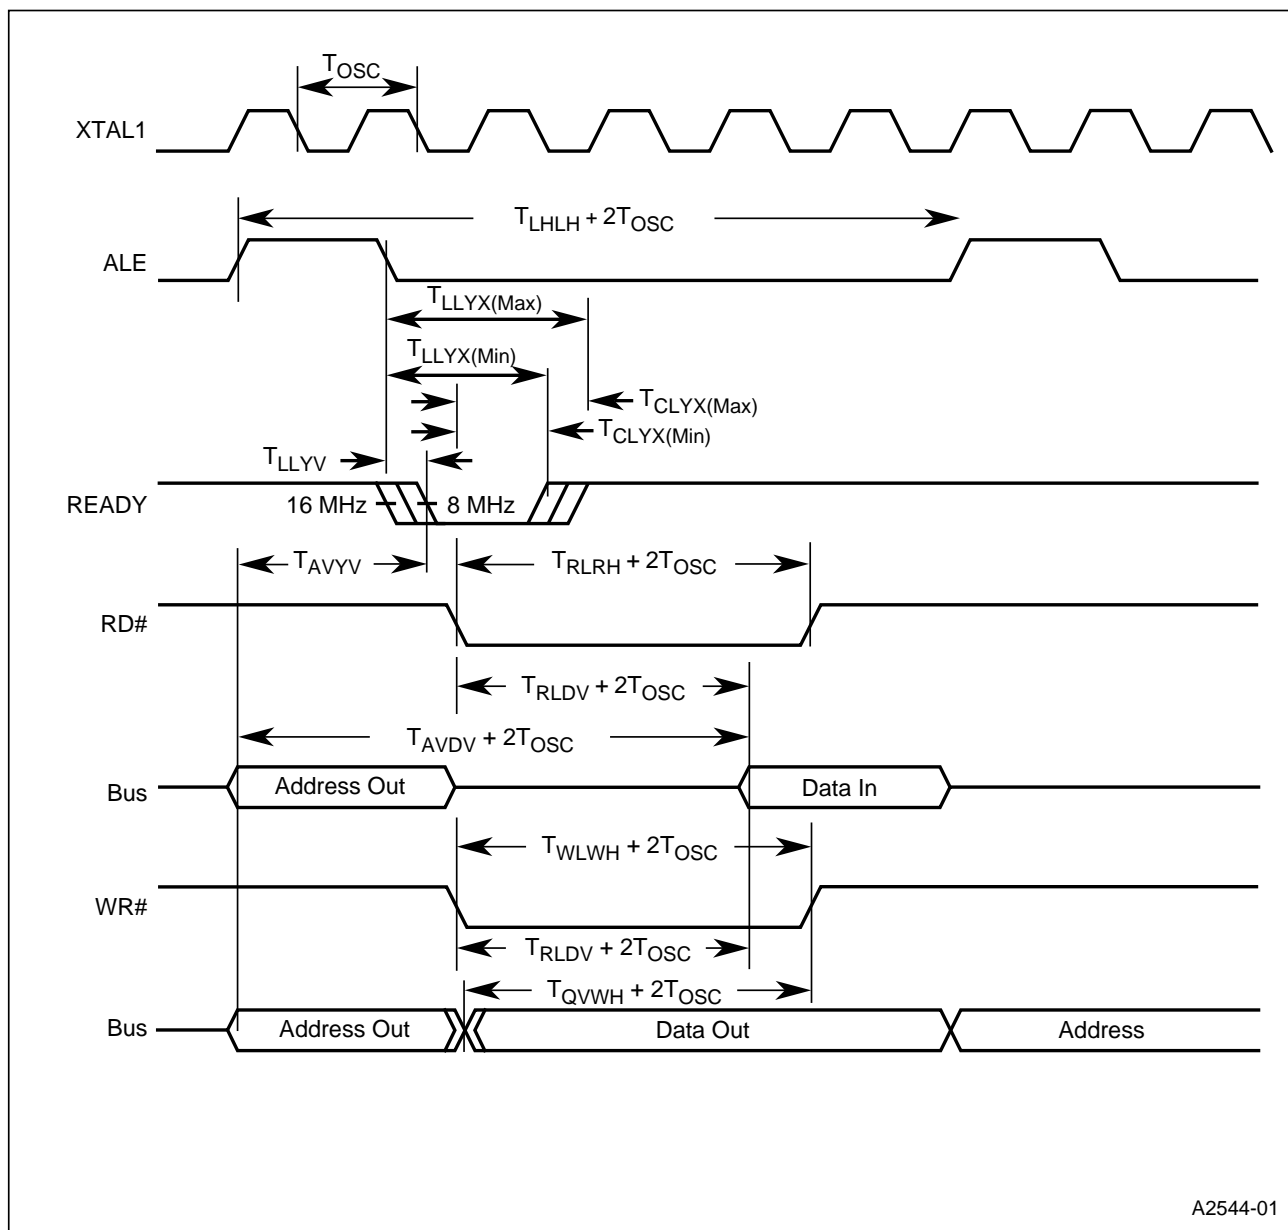 TOSC
XTAL1
TLHLH + 2TOSC
ALE
TLLYX(Max)
TLLYX(Min)
TCLYX(Max)
TCLYX(Min)
TLLYV
READY
16 MHz
8 MHz
TAVYV
TRLRH + 2TOSC
RD#
TRLDV + 2TOSC
TAVDV + 2TOSC
Bus
Address Out
Data In
TWLWH + 2TOSC
WR#
TRLDV + 2TOSC
TQVWH + 2TOSC
Bus
Address Out
Data Out
Address
A2544-01